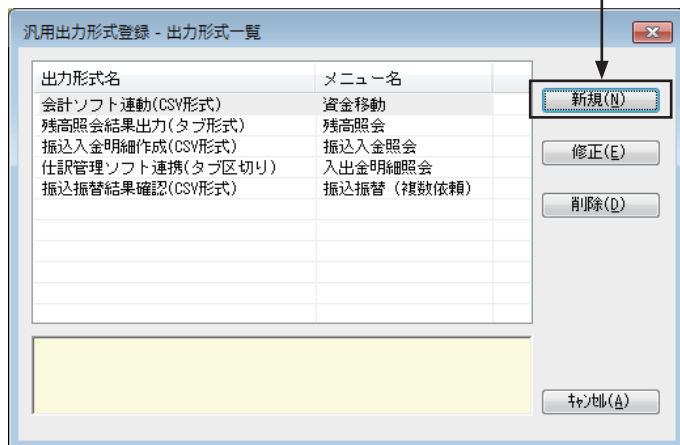 汎用出力形式登録 - 出力形式一覧
出力形式名 メニュー名
会計ソフト連動(CSV形式) 資金移動
残高照会結果出力(タブ形式) 残高照会
振込入金明細作成(CSV形式) 振込入金照会
仕訳管理ソフト連携(タブ区切り) 入出金明細照会
振込振替結果確認(CSV形式) 振込振替（複数依頼）
新規(N)
修正(E)
削除(D)
ｷｬﾝｾﾙ(A)